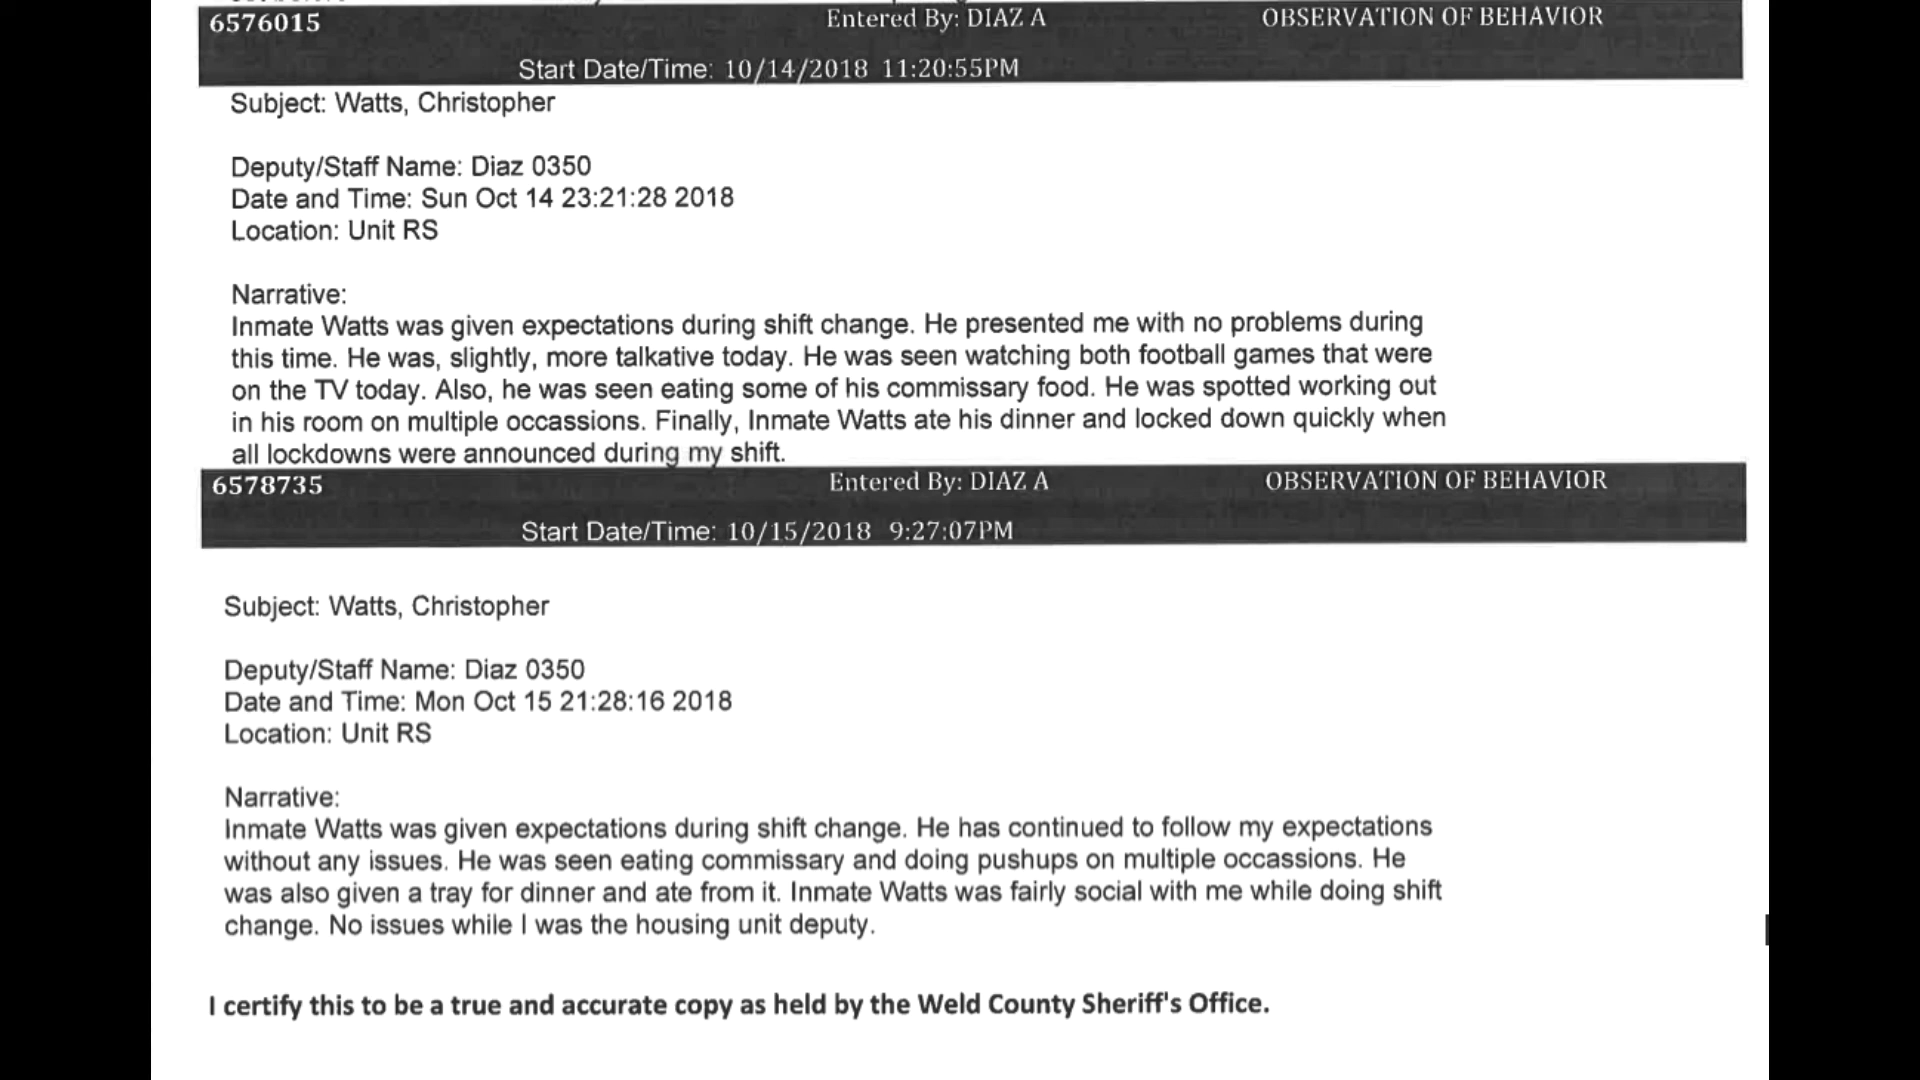 6576015 Entered By: DIAZ A OBSERVATION OF BEHAVIOR
Start Date/Time: 10/14/2018 11:20:55PM
Subject: Watts, Christopher
Deputy/Staff Name: Diaz 0350
Date and Time: Sun Oct 14 23:21:28 2018
Location: Unit RS
Narrative:
Inmate Watts was given expectations during shift change. He presented me with no problems during
this time. He was, slightly, more talkative today. He was seen watching both football games that were
on the TV today. Also, he was seen eating some of his commissary food. He was spotted working out
in his room on multiple occassions. Finally, Inmate Watts ate his dinner and locked down quickly when
all lockdowns were announced during my shift.
6578735 Entered By: DIAZ A OBSERVATION OF BEHAVIOR
Start Date/Time: 10/15/2018 9:27:07PM
Subject: Watts, Christopher
Deputy/Staff Name: Diaz 0350
Date and Time: Mon Oct 15 21:28:16 2018
Location: Unit RS
Narrative:
Inmate Watts was given expectations during shift change. He has continued to follow my expectations
without any issues. He was seen eating commissary and doing pushups on multiple occassions. He
was also given a tray for dinner and ate from it. Inmate Watts was fairly social with me while doing shift
change. No issues while I was the housing unit deputy.
I certify this to be a true and accurate copy as held by the Weld County Sheriff's Office.